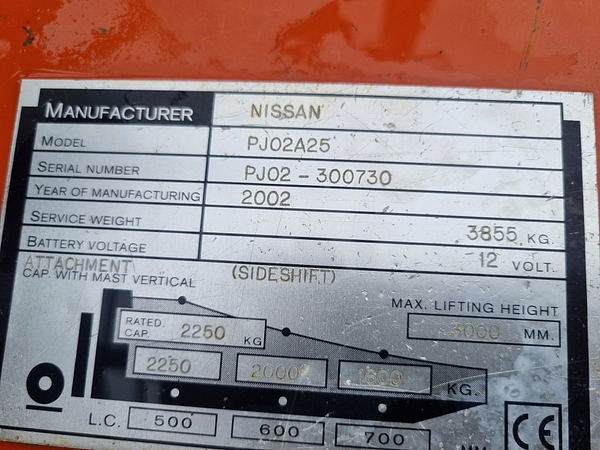 MANUFACTURER NISSAN
MODEL PJ02A25
SERIAL NUMBER PJ02 - 300730
YEAR OF MANUFACTURING 2002
SERVICE WEIGHT 3855 KG.
BATTERY VOLTAGE 12 VOLT.
ATTACHMENT (SIDESHIFT)
CAP. WITH MAST VERTICAL
MAX. LIFTING HEIGHT
RATED. CAP. 2250 KG 3000 MM.
2250 2000 KG.
L.C. 500 600 700 MM
CE